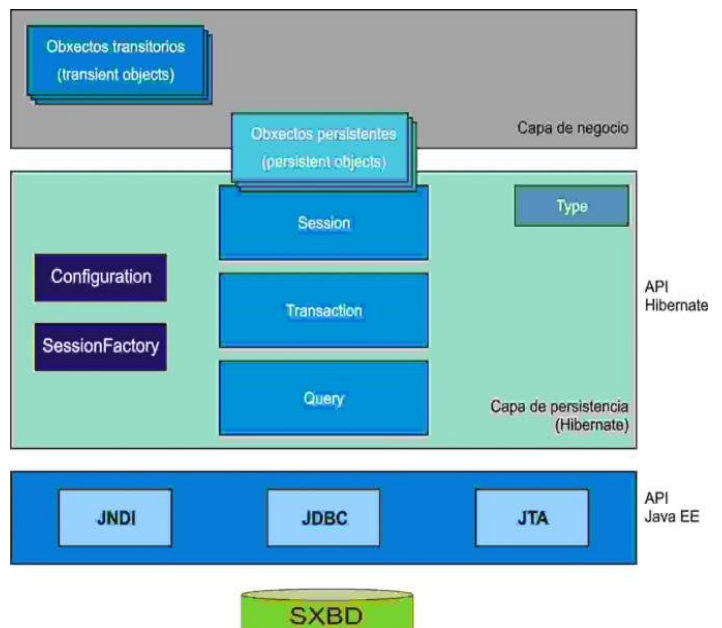 Obxectos transitorios
(transient objects)
Obxectos persistentes
(persistent objects)
Capa de negocio
Session
Type
Configuration
Transaction
SessionFactory
Query
API
Hibernate
Capa de persistencia
(Hibernate)
JNDI
JDBC
JTA
API
Java EE
SXBD